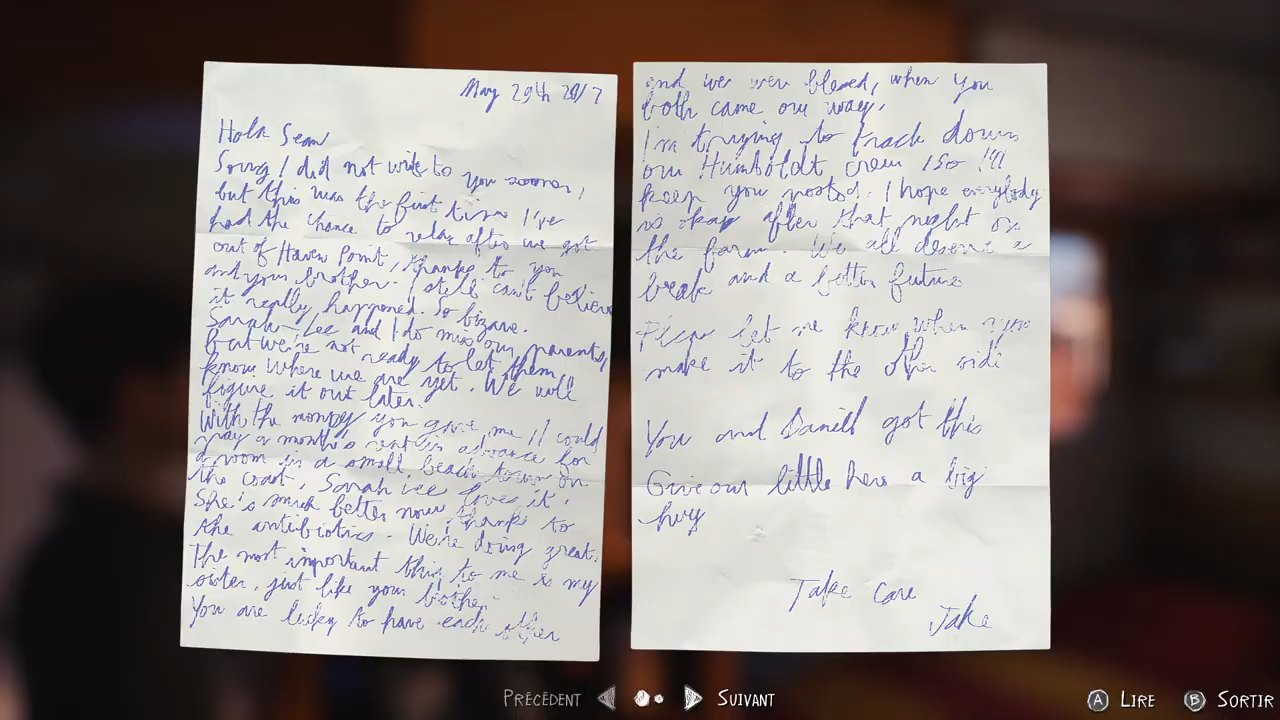 May 29th 2017
Hola Sean
Sorry I did not write to you sooner,
but this was the first time I've
had the chance to relax after we got
out of Haven Point, thanks to you
and your brother. I still can't believe
it really happened. So bizare.
Sarah-Lee and I do miss our parents,
but we're not ready to let them
know where we are yet. We will
figure it out later.
With the money you gave me I could
pay a month's rent in advance for
a room in a small beach town on
the coast, Sarah Lee loves it.
She is much better now, thanks to
the antibiotics. We're doing great.
The most important thing to me is my
sister, just like your brother.
You are lucky to have each other
and we were blessed, when you
both came our way.
I'm trying to track down
our Humboldt crew, so I'll
keep you posted. I hope everybody
is okay after that night on
the farm. We all deserve a
break and a better future
Please let me know when you
make it to the other side
You and Daniel got this
Give our little hero a big
hug
Take Care
Jake
PRÉCÉDENT SUIVANT A LIRE B SORTIR